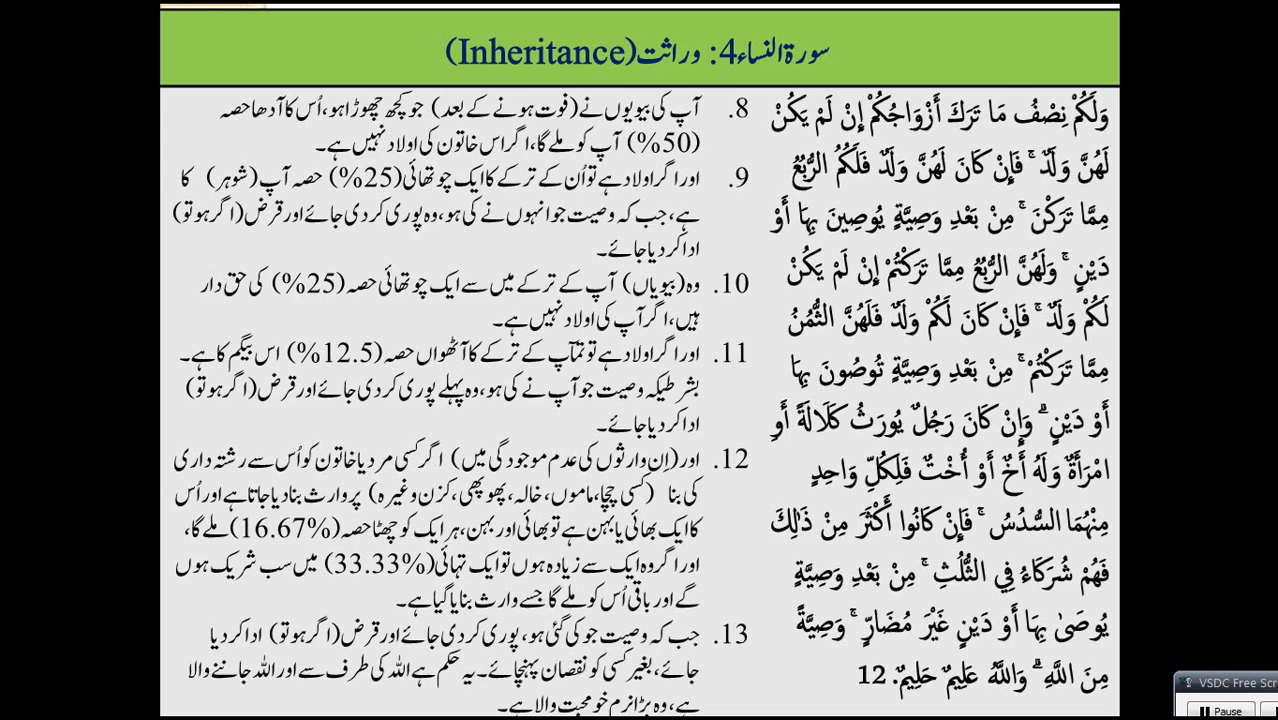 سورۃ النساء4: وراثت(Inheritance)
وَلَكُمْ نِصْفُ مَا تَرَكَ أَزْوَاجُكُمْ إِنْ لَمْ يَكُنْ
لَهُنَّ وَلَدٌ ۚ فَإِنْ كَانَ لَهُنَّ وَلَدٌ فَلَكُمُ الرُّبُعُ
مِمَّا تَرَكْنَ ۚ مِنْ بَعْدِ وَصِيَّةٍ يُوصِينَ بِهَا أَوْ
دَيْنٍ ۚ وَلَهُنَّ الرُّبُعُ مِمَّا تَرَكْتُمْ إِنْ لَمْ يَكُنْ
لَكُمْ وَلَدٌ ۚ فَإِنْ كَانَ لَكُمْ وَلَدٌ فَلَهُنَّ الثُّمُنُ
مِمَّا تَرَكْتُمْ ۚ مِنْ بَعْدِ وَصِيَّةٍ تُوصُونَ بِهَا
أَوْ دَيْنٍ ۗ وَإِنْ كَانَ رَجُلٌ يُورَثُ كَلَالَةً أَوِ
امْرَأَةٌ وَلَهُ أَخٌ أَوْ أُخْتٌ فَلِكُلِّ وَاحِدٍ
مِنْهُمَا السُّدُسُ ۚ فَإِنْ كَانُوا أَكْثَرَ مِنْ ذَٰلِكَ
فَهُمْ شُرَكَاءُ فِي الثُّلُثِ ۚ مِنْ بَعْدِ وَصِيَّةٍ
يُوصَىٰ بِهَا أَوْ دَيْنٍ غَيْرَ مُضَارٍّ ۚ وَصِيَّةً
مِنَ اللَّهِ ۗ وَاللَّهُ عَلِيمٌ حَلِيمٌ. 12
8. آپ کی بیویوں نے (فوت ہونے کے بعد) جو کچھ چھوڑا ہو، اُس کا آدھا حصہ
(50%) آپ کو ملے گا، اگر اس خاتون کی اولاد نہیں ہے۔
9. اور اگر اولاد ہے تو اُن کے ترکے کا ایک چوتھائی (25%) حصہ آپ (شوہر) کا
ہے، جب کہ وصیت جو انہوں نے کی ہو، وہ پوری کر دی جائے اور قرض (اگر ہو تو)
ادا کر دیا جائے۔
10. وہ (بیویاں) آپ کے ترکے میں سے ایک چوتھائی حصہ (25%) کی حق دار
ہیں، اگر آپ کی اولاد نہیں ہے۔
11. اور اگر اولاد ہے تو تمآپ کے ترکے کا آٹھواں حصہ (12.5%) اس بیگم کا ہے۔
بشرطیکہ وصیت جو آپ نے کی ہو، وہ پہلے پوری کر دی جائے اور قرض (اگر ہو تو)
ادا کر دیا جائے۔
12. اور (اِن وارثوں کی عدم موجودگی میں) اگر کسی مرد یا خاتون کو اُس سے رشتہ داری
کی بنا (کسی چچا، ماموں، خالہ، پھوپھی، کزن وغیرہ) پر وارث بنا دیا جاتا ہے اور اُس
کا ایک بھائی یا بہن ہے تو بھائی اور بہن، ہر ایک کو چھٹا حصہ (16.67%) ملے گا،
اور اگر وہ ایک سے زیادہ ہوں تو ایک تہائی (33.33%) میں سب شریک ہوں
گے اور باقی اُس کو ملے گا جسے وارث بنایا گیا ہے۔
13. جب کہ وصیت جو کی گئی ہو، پوری کر دی جائے اور قرض (اگر ہو تو) ادا کر دیا
جائے، بغیر کسی کو نقصان پہنچائے۔ یہ حکم ہے اللہ کی طرف سے اور اللہ جاننے والا
ہے، وہ بڑا نرم خو محبت والا ہے۔
VSDC Free Scr
Pause